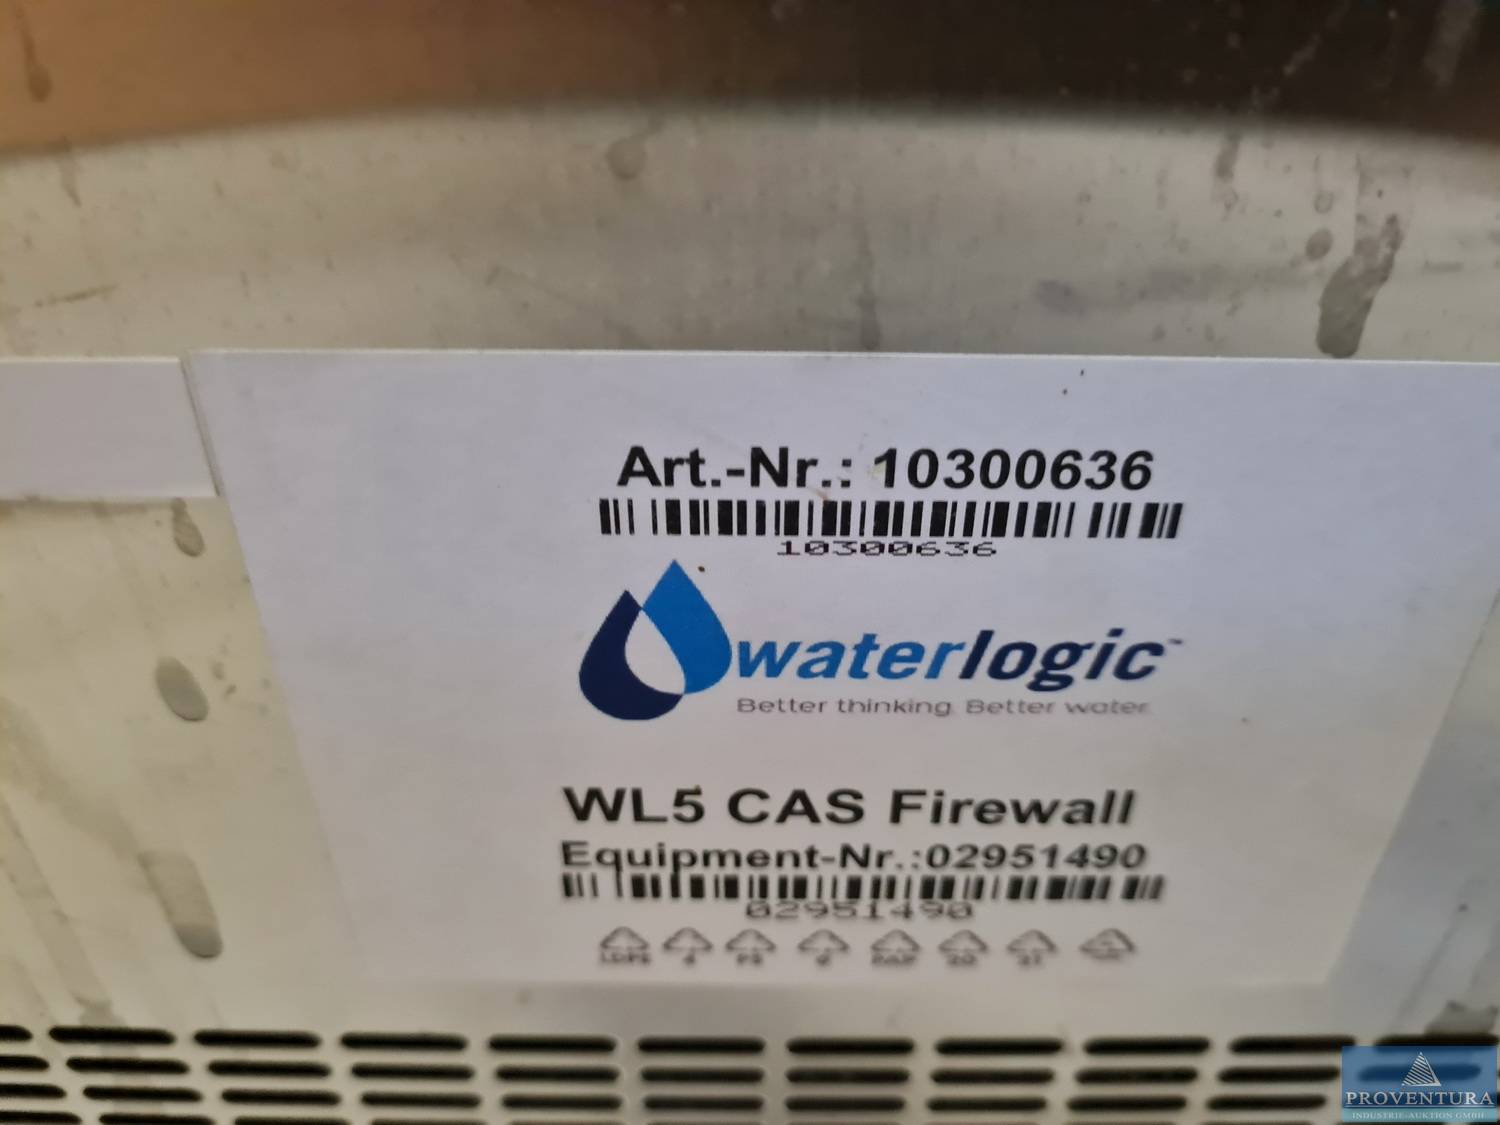 Art.-Nr.: 10300636
10300636
waterlogic™
Better thinking. Better water.
WL5 CAS Firewall
Equipment-Nr.:02951490
02951490
PROVENTURA
INDUSTRIE-AUKTION GMBH